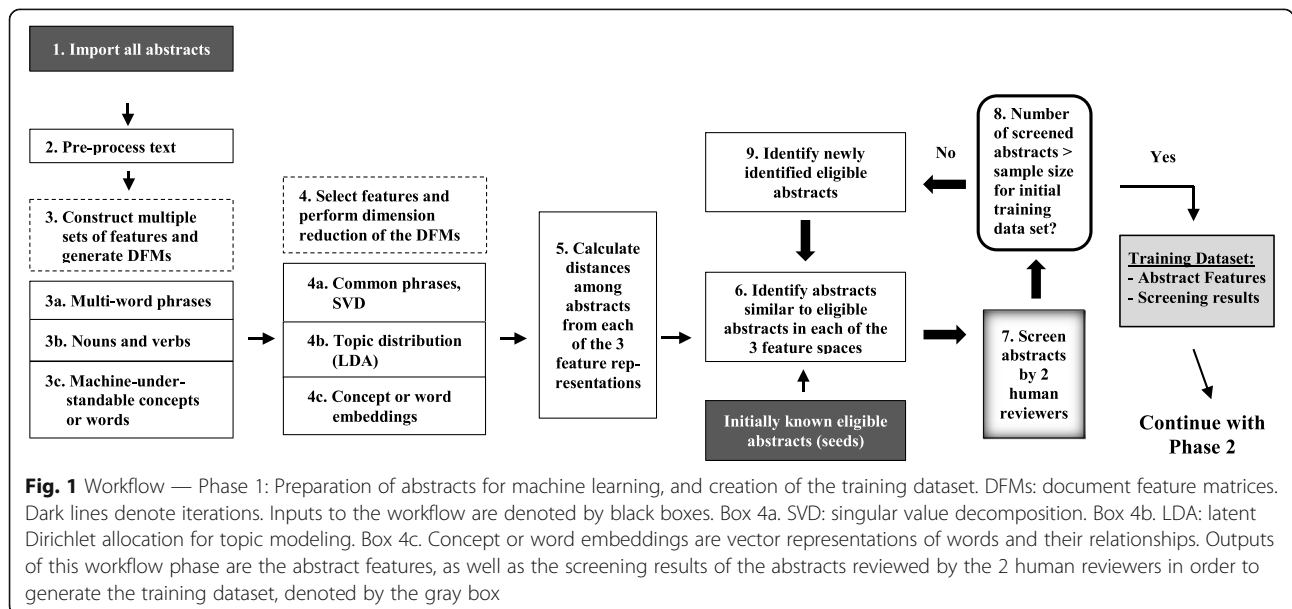 1. Import all abstracts
2. Pre-process text
3. Construct multiple
sets of features and
generate DFMs
3a. Multi-word phrases
3b. Nouns and verbs
3c. Machine-under-
standable concepts
or words
4. Select features and
perform dimension
reduction of the DFMs
4a. Common phrases,
SVD
4b. Topic distribution
(LDA)
4c. Concept or word
embeddings
5. Calculate
distances
among
abstracts
from each
of the 3
feature rep-
resentations
9. Identify newly
identified eligible
abstracts
6. Identify abstracts
similar to eligible
abstracts in each of the
3 feature spaces
Initially known eligible
abstracts (seeds)
No
8. Number
of screened
abstracts >
sample size
for initial
training
data set?
7. Screen
abstracts
by 2
human
reviewers
Yes
Training Dataset:
- Abstract Features
- Screening results
Continue with
Phase 2
Fig. 1 Workflow — Phase 1: Preparation of abstracts for machine learning, and creation of the training dataset. DFMs: document feature matrices.
Dark lines denote iterations. Inputs to the workflow are denoted by black boxes. Box 4a. SVD: singular value decomposition. Box 4b. LDA: latent
Dirichlet allocation for topic modeling. Box 4c. Concept or word embeddings are vector representations of words and their relationships. Outputs
of this workflow phase are the abstract features, as well as the screening results of the abstracts reviewed by the 2 human reviewers in order to
generate the training dataset, denoted by the gray box